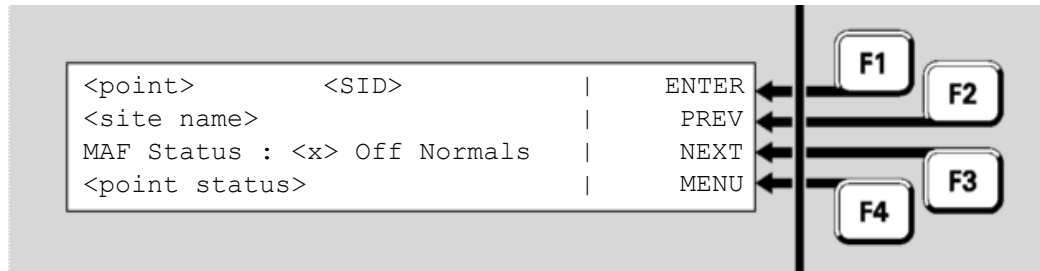 <point> <SID> | ENTER
<site name> | PREV
MAF Status : <x> Off Normals | NEXT
<point status> | MENU
F1
F2
F3
F4